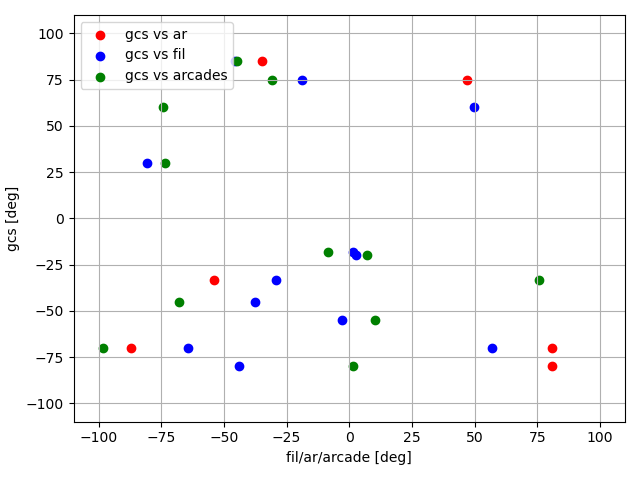 gcs vs ar
gcs vs fil
gcs vs arcades
100
75
50
25
0
−25
−50
−75
−100
gcs [deg]
−100 −75 −50 −25 0 25 50 75 100
fil/ar/arcade [deg]